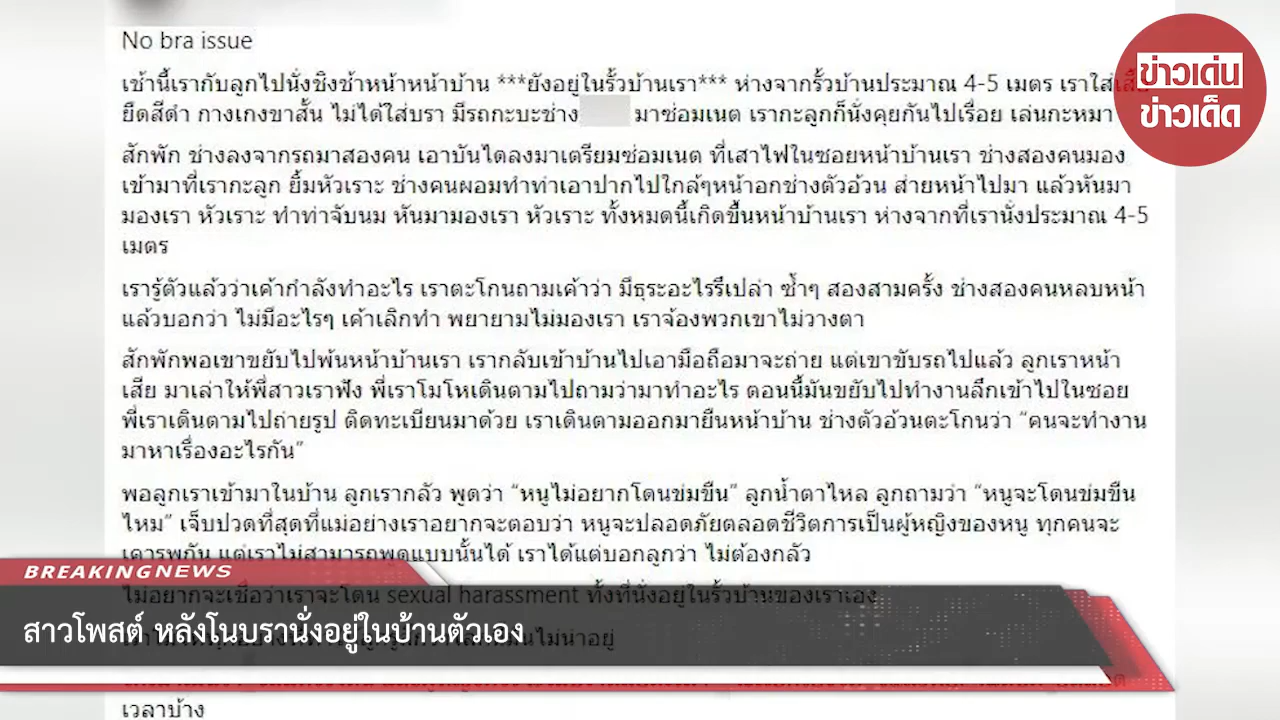 No bra issue
ข่าวเด่น
ข่าวเด็ด
เช้านี้เรากับลูกไปนั่งชิงช้าหน้าหน้าบ้าน ***ยังอยู่ในรั้วบ้านเรา*** ห่างจากรั้วบ้านประมาณ 4-5 เมตร เราใส่เสื้อ
ยืดสีดำ กางเกงขาสั้น ไม่ได้ใส่บรา มีรถกะบะช่าง มาซ่อมเนต เรากะลูกก็นั่งคุยกันไปเรื่อย เล่นกะหมา
สักพัก ช่างลงจากรถมาสองคน เอาบันไดลงมาเตรียมซ่อมเนต ที่เสาไฟในซอยหน้าบ้านเรา ช่างสองคนมอง
เข้ามาที่เรากะลูก ยิ้มหัวเราะ ช่างคนผอมทำท่าเอาปากไปใกล้ๆหน้าอกช่างตัวอ้วน ส่ายหน้าไปมา แล้วหันมา
มองเรา หัวเราะ ทำท่าจับนม หันมามองเรา หัวเราะ ทั้งหมดนี้เกิดขึ้นหน้าบ้านเรา ห่างจากที่เรานั่งประมาณ 4-5
เมตร
เรารู้ตัวแล้วว่าเค้ากำลังทำอะไร เราตะโกนถามเค้าว่า มีธุระอะไรรึเปล่า ซ้ำๆ สองสามครั้ง ช่างสองคนหลบหน้า
แล้วบอกว่า ไม่มีอะไรๆ เค้าเลิกทำ พยายามไม่มองเรา เราจ้องพวกเขาไม่วางตา
สักพักพอเขาขยับไปพ้นหน้าบ้านเรา เรากลับเข้าบ้านไปเอามือถือมาจะถ่าย แต่เขาขับรถไปแล้ว ลูกเราหน้า
เสีย มาเล่าให้พี่สาวเราฟัง พี่เราโมโหเดินตามไปถามว่ามาทำอะไร ตอนนี้มันขยับไปทำงานลึกเข้าไปในซอย
พี่เราเดินตามไปถ่ายรูป ติดทะเบียนมาด้วย เราเดินตามออกมายืนหน้าบ้าน ช่างตัวอ้วนตะโกนว่า “คนจะทำงาน
มาหาเรื่องอะไรกัน”
พอลูกเราเข้ามาในบ้าน ลูกเรากลัว พูดว่า “หนูไม่อยากโดนข่มขืน” ลูกน้ำตาไหล ลูกถามว่า “หนูจะโดนข่มขืน
ไหม” เจ็บปวดที่สุดที่แม่อย่างเราอยากจะตอบว่า หนูจะปลอดภัยตลอดชีวิตการเป็นผู้หญิงของหนู ทุกคนจะ
เคารพกัน แต่เราไม่สามารถพูดแบบนั้นได้ เราได้แต่บอกลูกว่า ไม่ต้องกลัว
BREAKING NEWS
ไม่อยากจะเชื่อว่าเราจะโดน sexual harassment ทั้งที่นั่งอยู่ในรั้วบ้านของเราเอง
สาวโพสต์ หลังโนบรานั่งอยู่ในบ้านตัวเอง
เวลาบ้าง